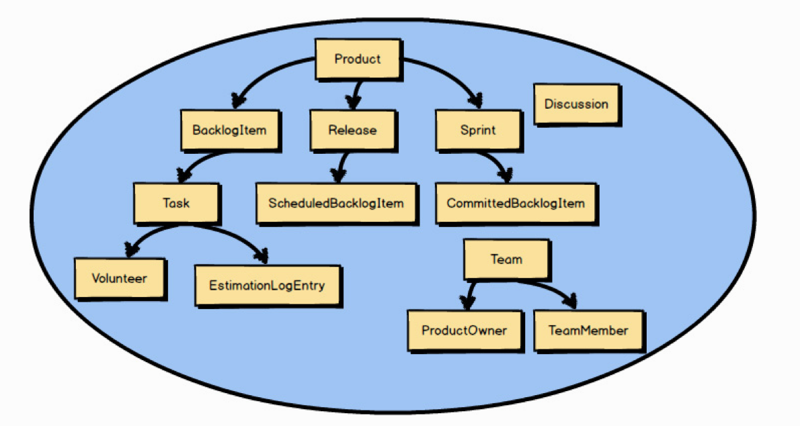 Product
Discussion
BacklogItem
Release
Sprint
Task
ScheduledBacklogItem
CommittedBacklogItem
Team
Volunteer
EstimationLogEntry
ProductOwner
TeamMember